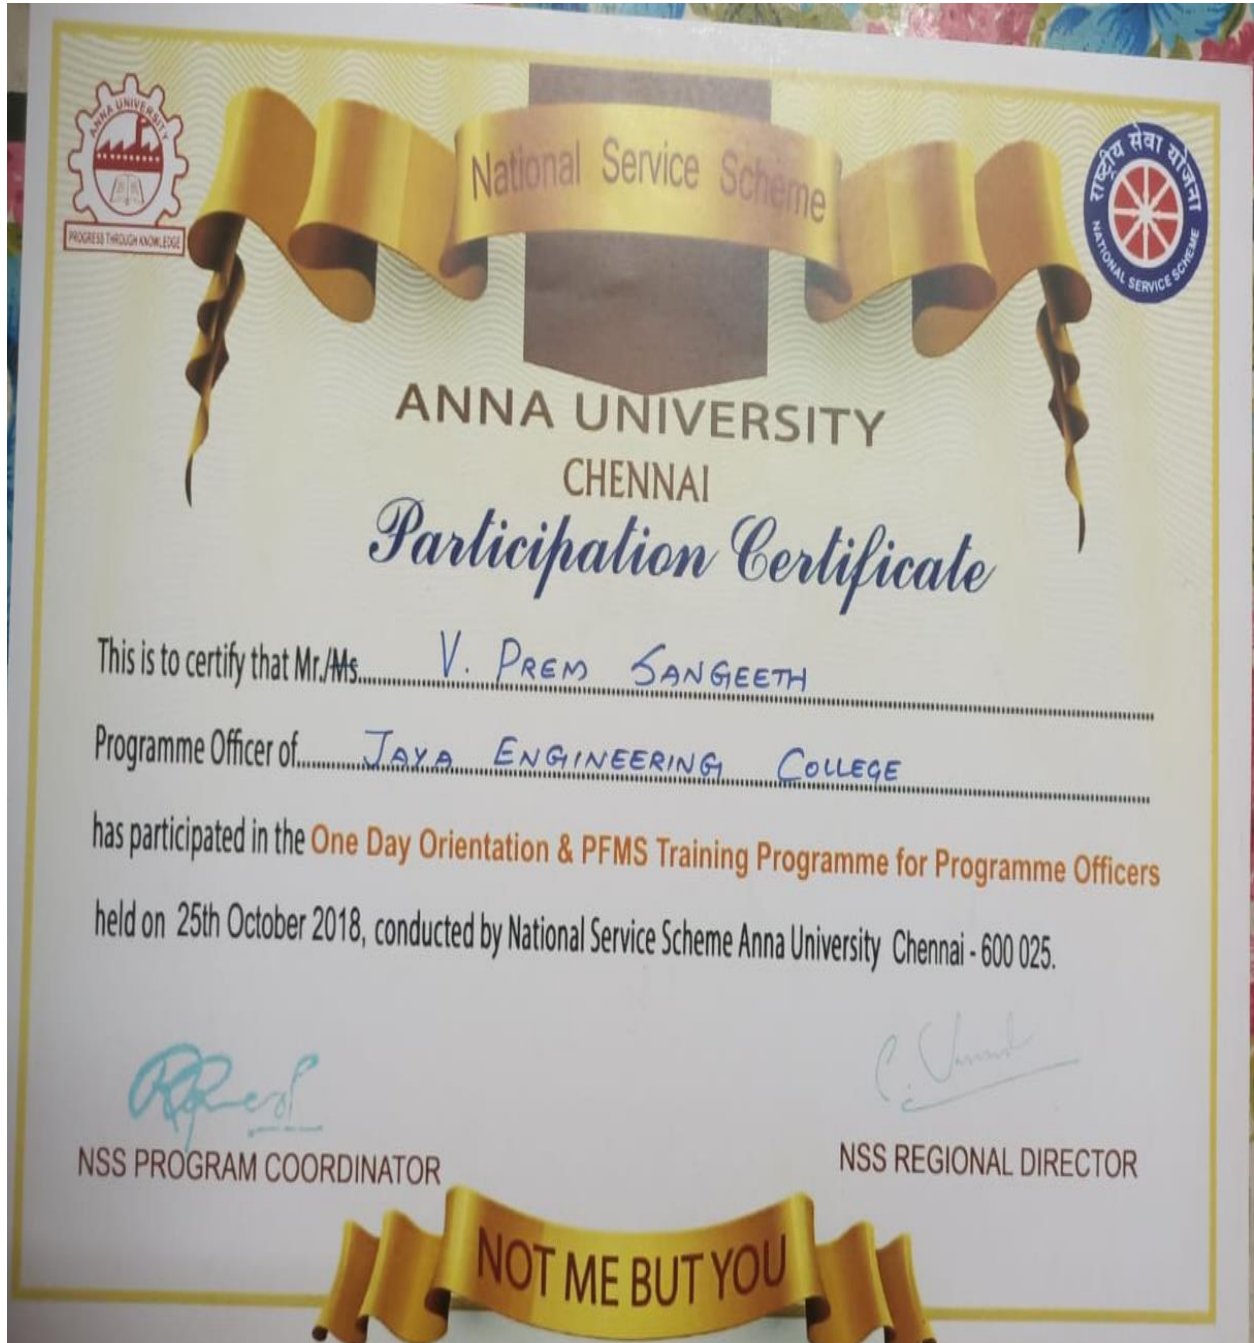 ANNA UNIVERSITY
PROGRESS THROUGH KNOWLEDGE
National Service Scheme
राष्ट्रीय सेवा योजना
NATIONAL SERVICE SCHEME
ANNA UNIVERSITY
CHENNAI
Participation Certificate
This is to certify that Mr./Ms. V. PREM SANGEETH
Programme Officer of JAYA ENGINEERING COLLEGE
has participated in the One Day Orientation & PFMS Training Programme for Programme Officers
held on 25th October 2018, conducted by National Service Scheme Anna University Chennai - 600 025.
NSS PROGRAM COORDINATOR
NSS REGIONAL DIRECTOR
NOT ME BUT YOU